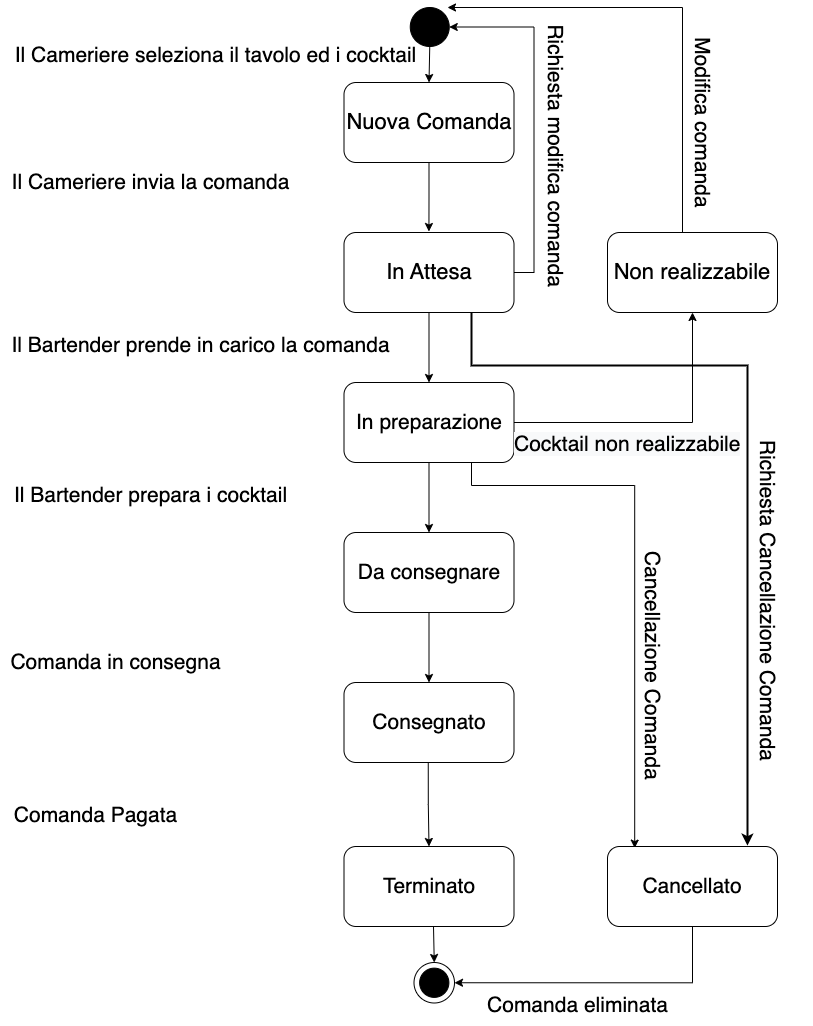 Il Cameriere seleziona il tavolo ed i cocktail
Nuova Comanda
Richiesta modifica comanda
Modifica comanda
Il Cameriere invia la comanda
In Attesa
Non realizzabile
Il Bartender prende in carico la comanda
In preparazione
Cocktail non realizzabile
Richiesta Cancellazione Comanda
Il Bartender prepara i cocktail
Da consegnare
Cancellazione Comanda
Comanda in consegna
Consegnato
Comanda Pagata
Terminato
Cancellato
Comanda eliminata